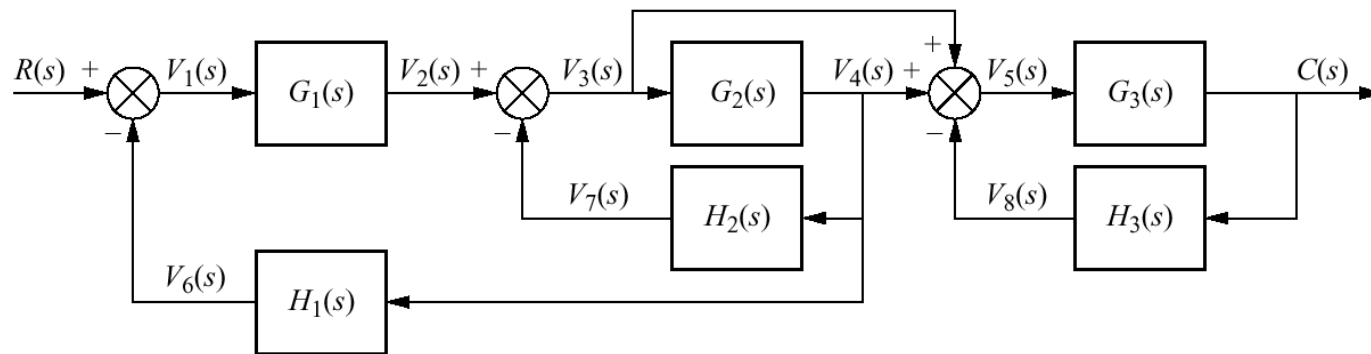 +
−
R(s) + V₁(s) G₁(s) V₂(s) + V₃(s) G₂(s) V₄(s) + V₅(s) G₃(s) C(s)
− − −
V₇(s) H₂(s) V₈(s) H₃(s)
V₆(s) H₁(s)